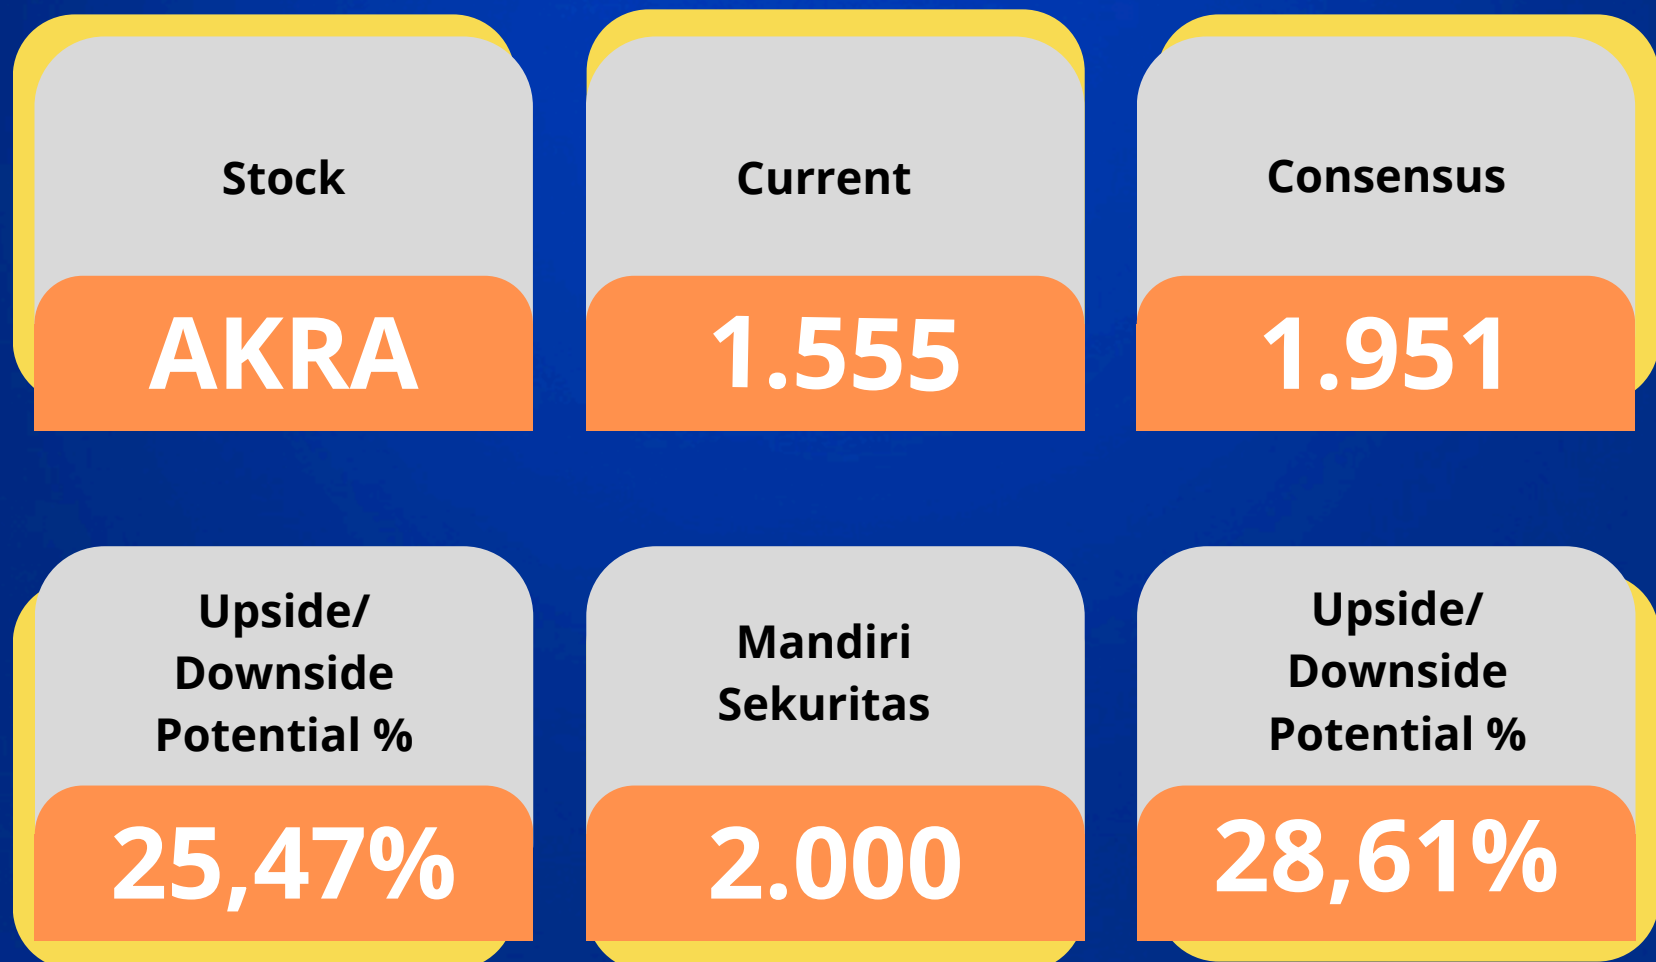 Stock
AKRA
Current
1.555
Consensus
1.951
Upside/
Downside
Potential %
25,47%
Mandiri
Sekuritas
2.000
Upside/
Downside
Potential %
28,61%